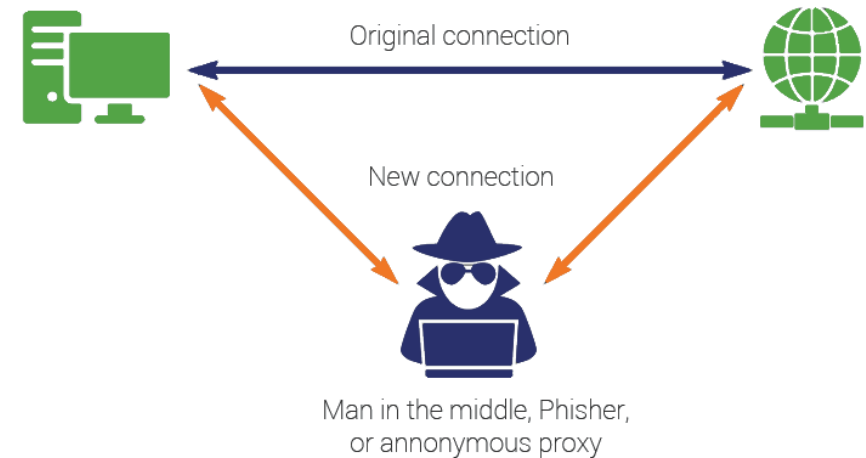 Original connection
New connection
Man in the middle, Phisher,
or annonymous proxy